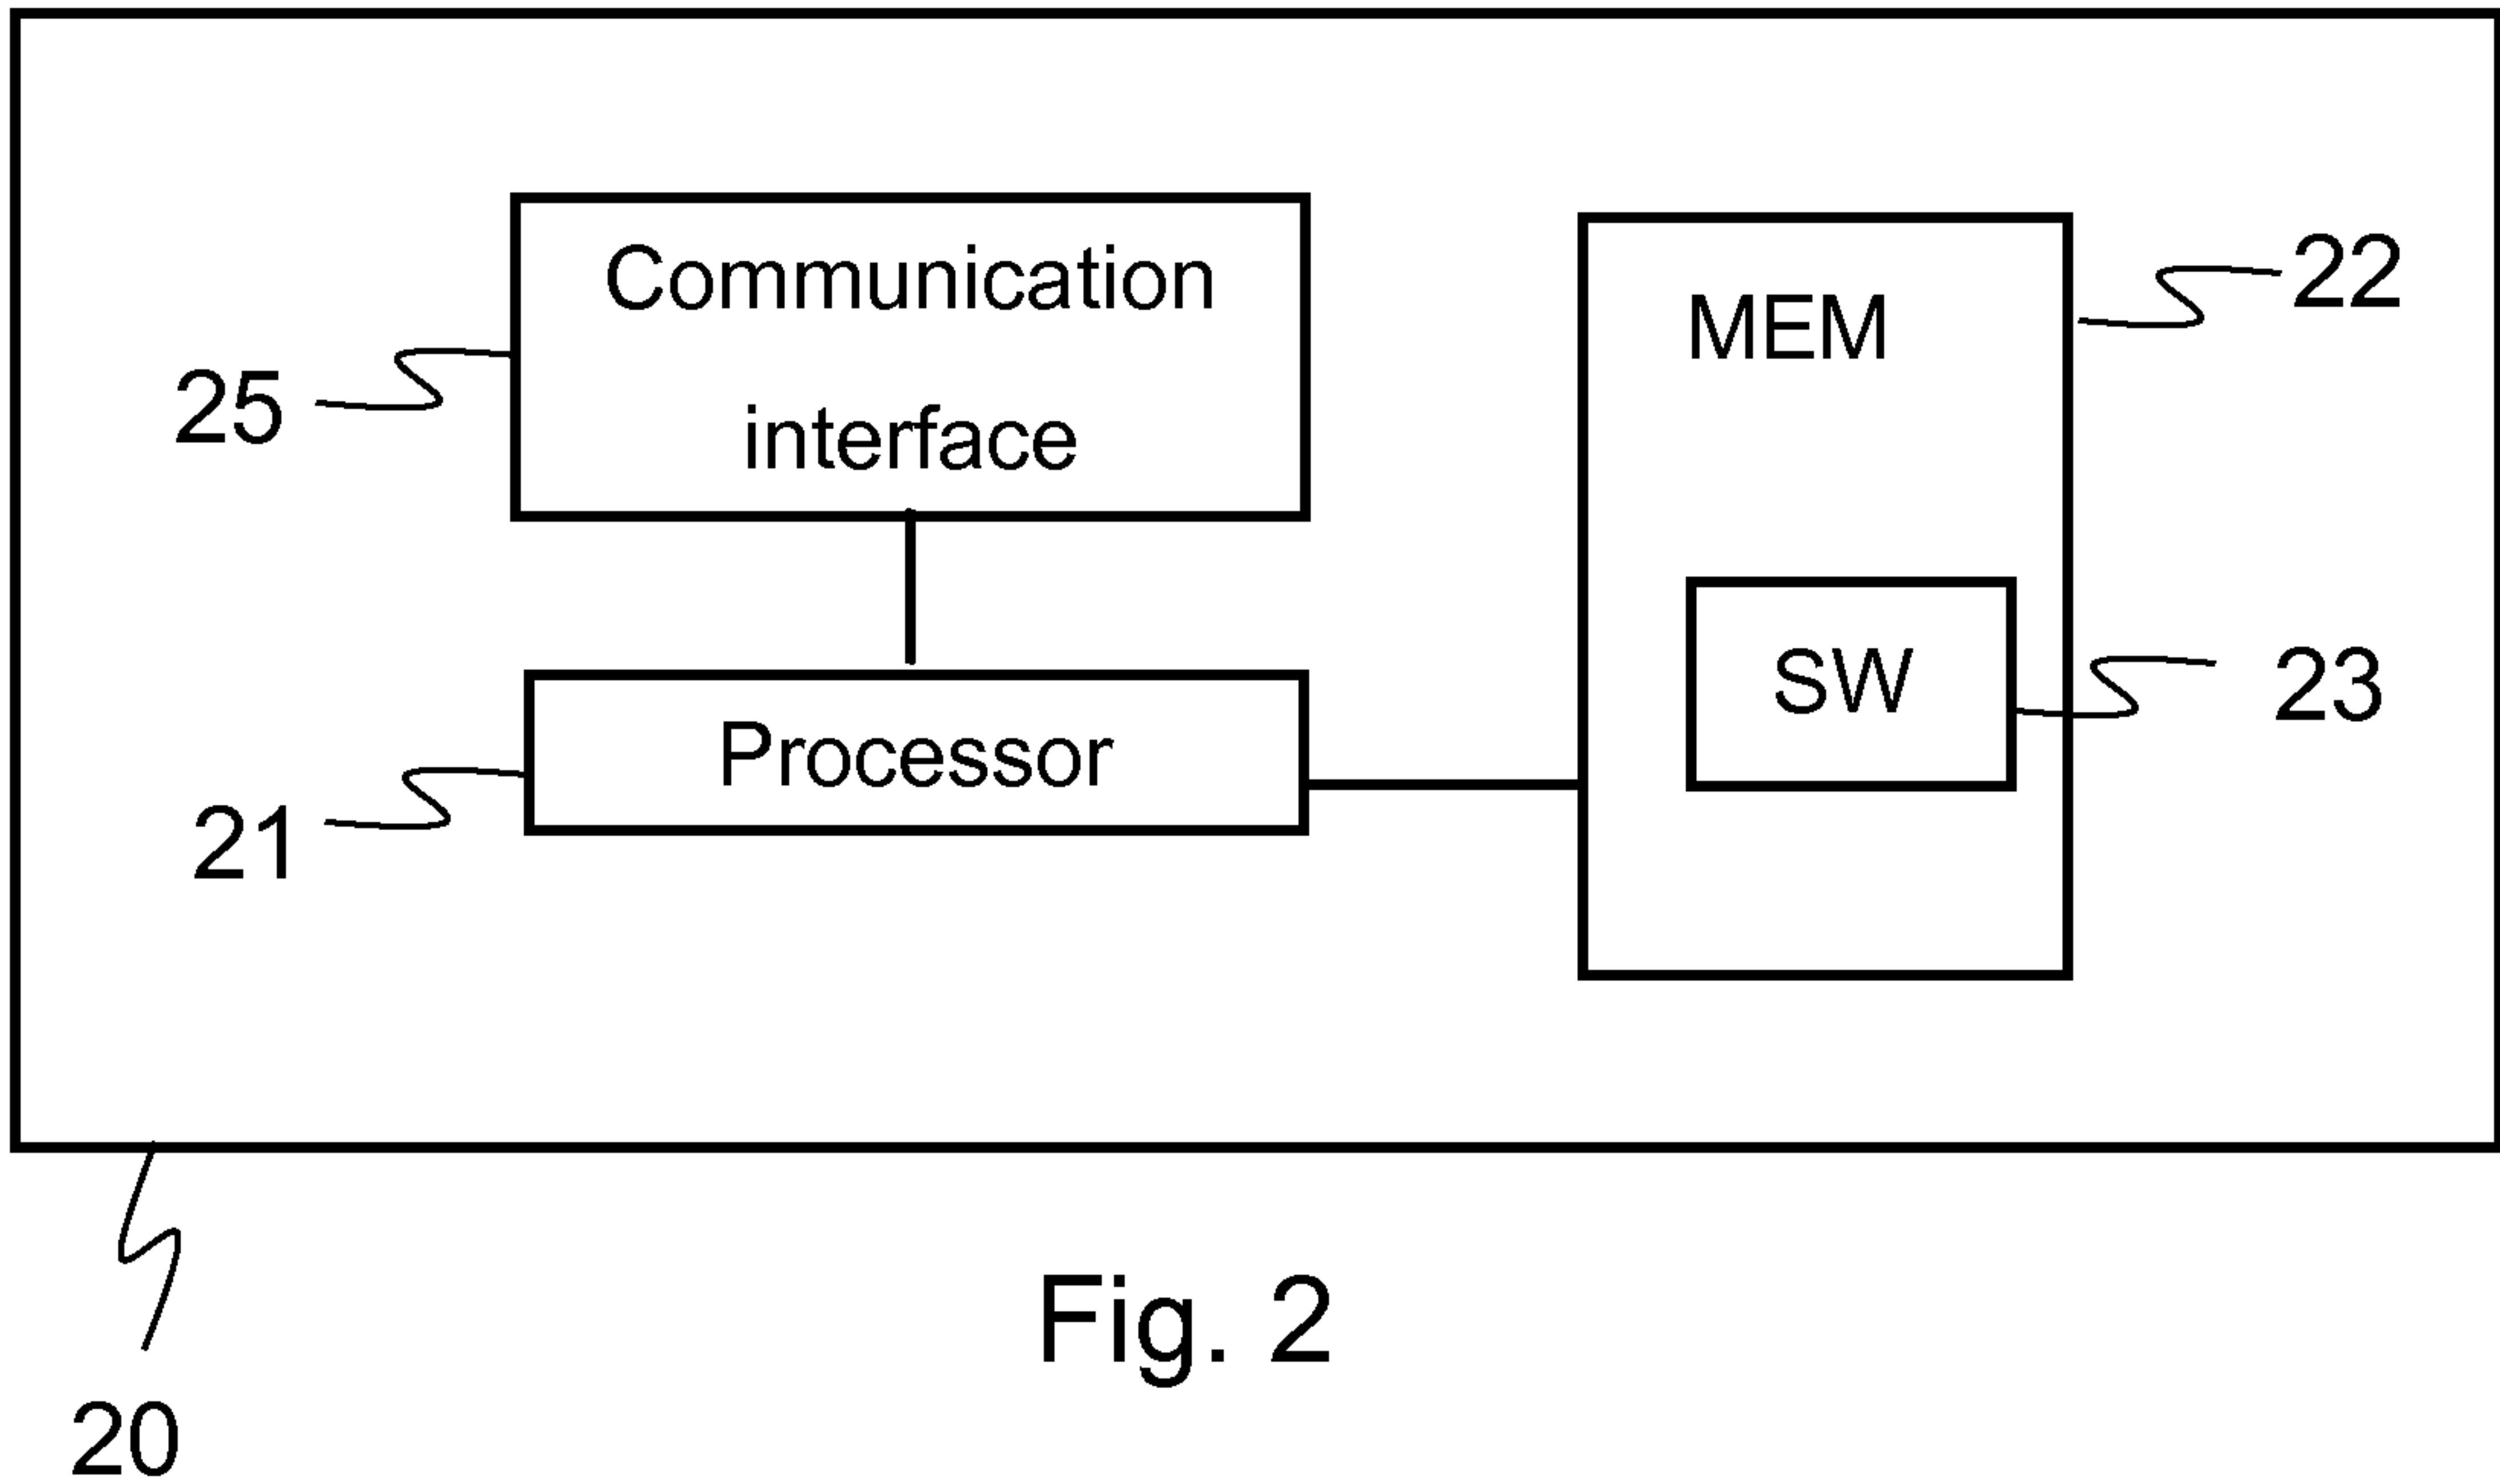 Communication
interface
25
MEM
22
SW
23
Processor
21
Fig. 2
20